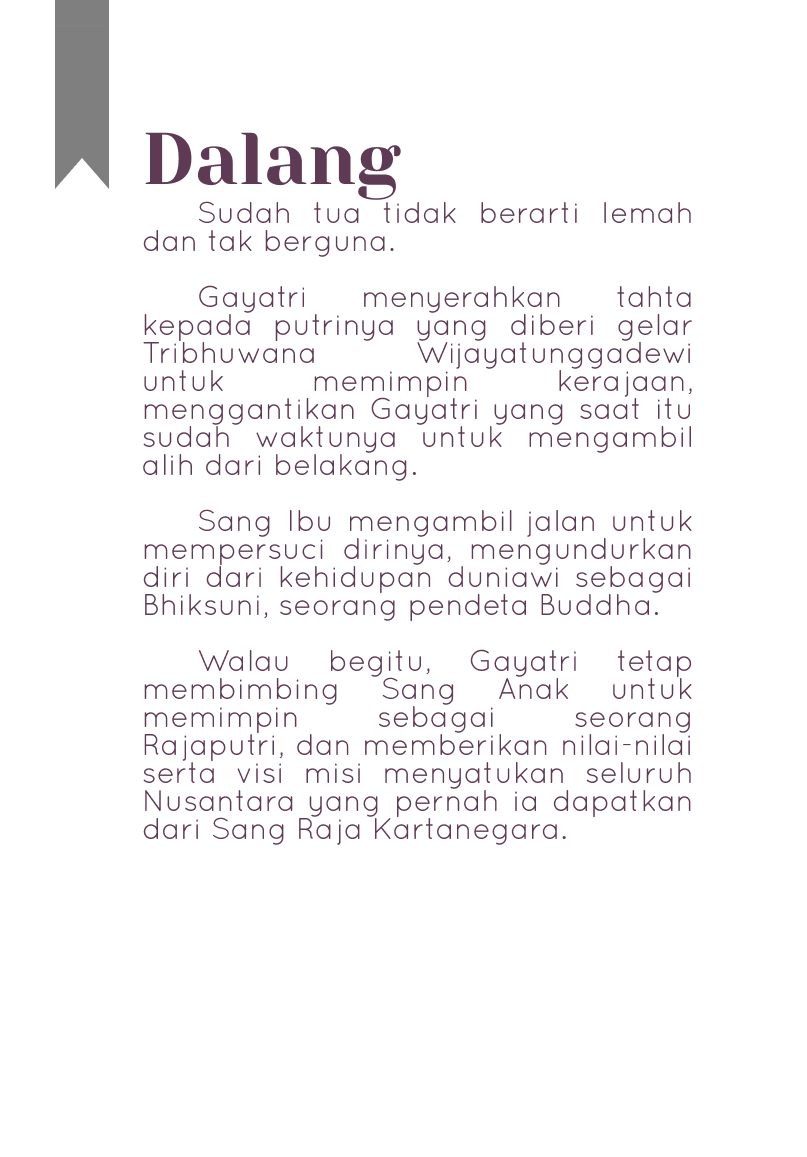 Dalang
Sudah tua tidak berarti lemah
dan tak berguna.
Gayatri menyerahkan tahta
kepada putrinya yang diberi gelar
Tribhuwana Wijayatunggadewi
untuk memimpin kerajaan,
menggantikan Gayatri yang saat itu
sudah waktunya untuk mengambil
alih dari belakang.
Sang Ibu mengambil jalan untuk
mempersuci dirinya, mengundurkan
diri dari kehidupan duniawi sebagai
Bhiksuni, seorang pendeta Buddha.
Walau begitu, Gayatri tetap
membimbing Sang Anak untuk
memimpin sebagai seorang
Rajaputri, dan memberikan nilai-nilai
serta visi misi menyatukan seluruh
Nusantara yang pernah ia dapatkan
dari Sang Raja Kartanegara.